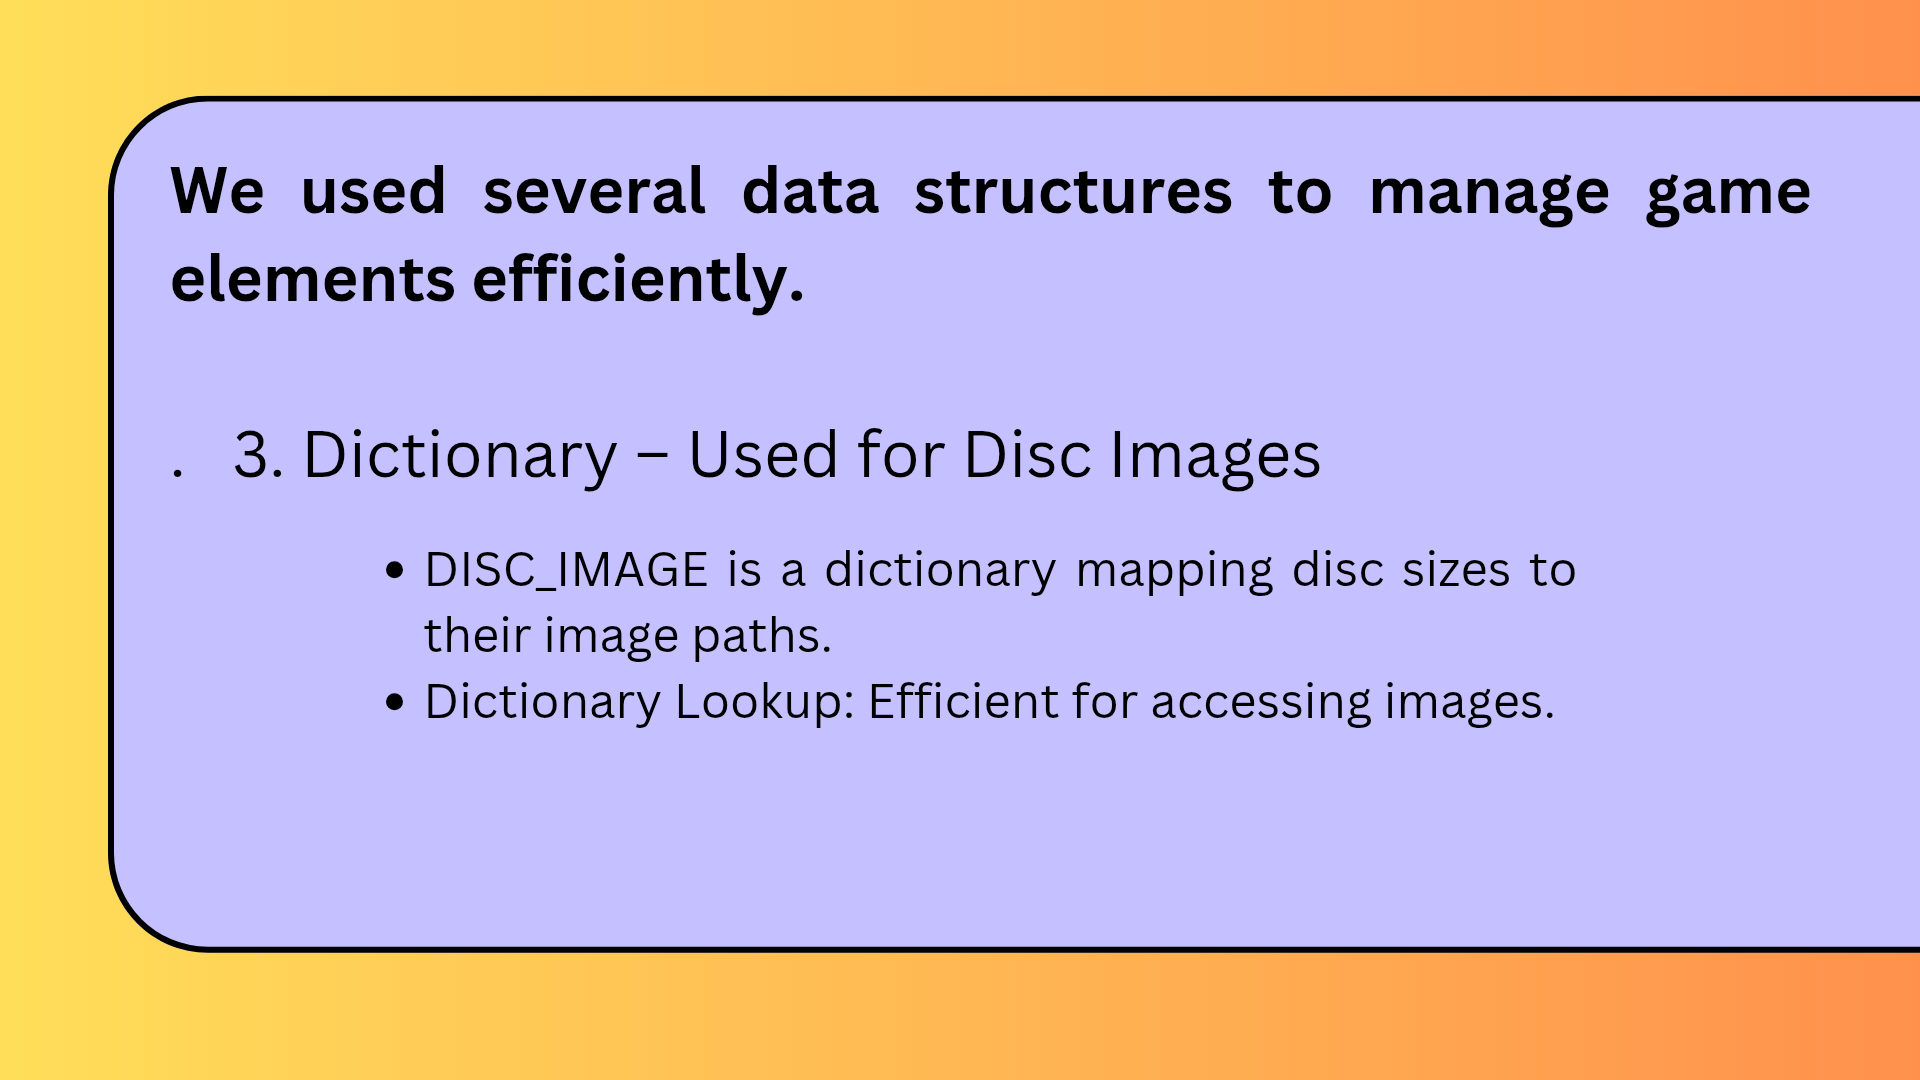 We used several data structures to manage game
elements efficiently.
. 3. Dictionary – Used for Disc Images
• DISC_IMAGE is a dictionary mapping disc sizes to
their image paths.
• Dictionary Lookup: Efficient for accessing images.